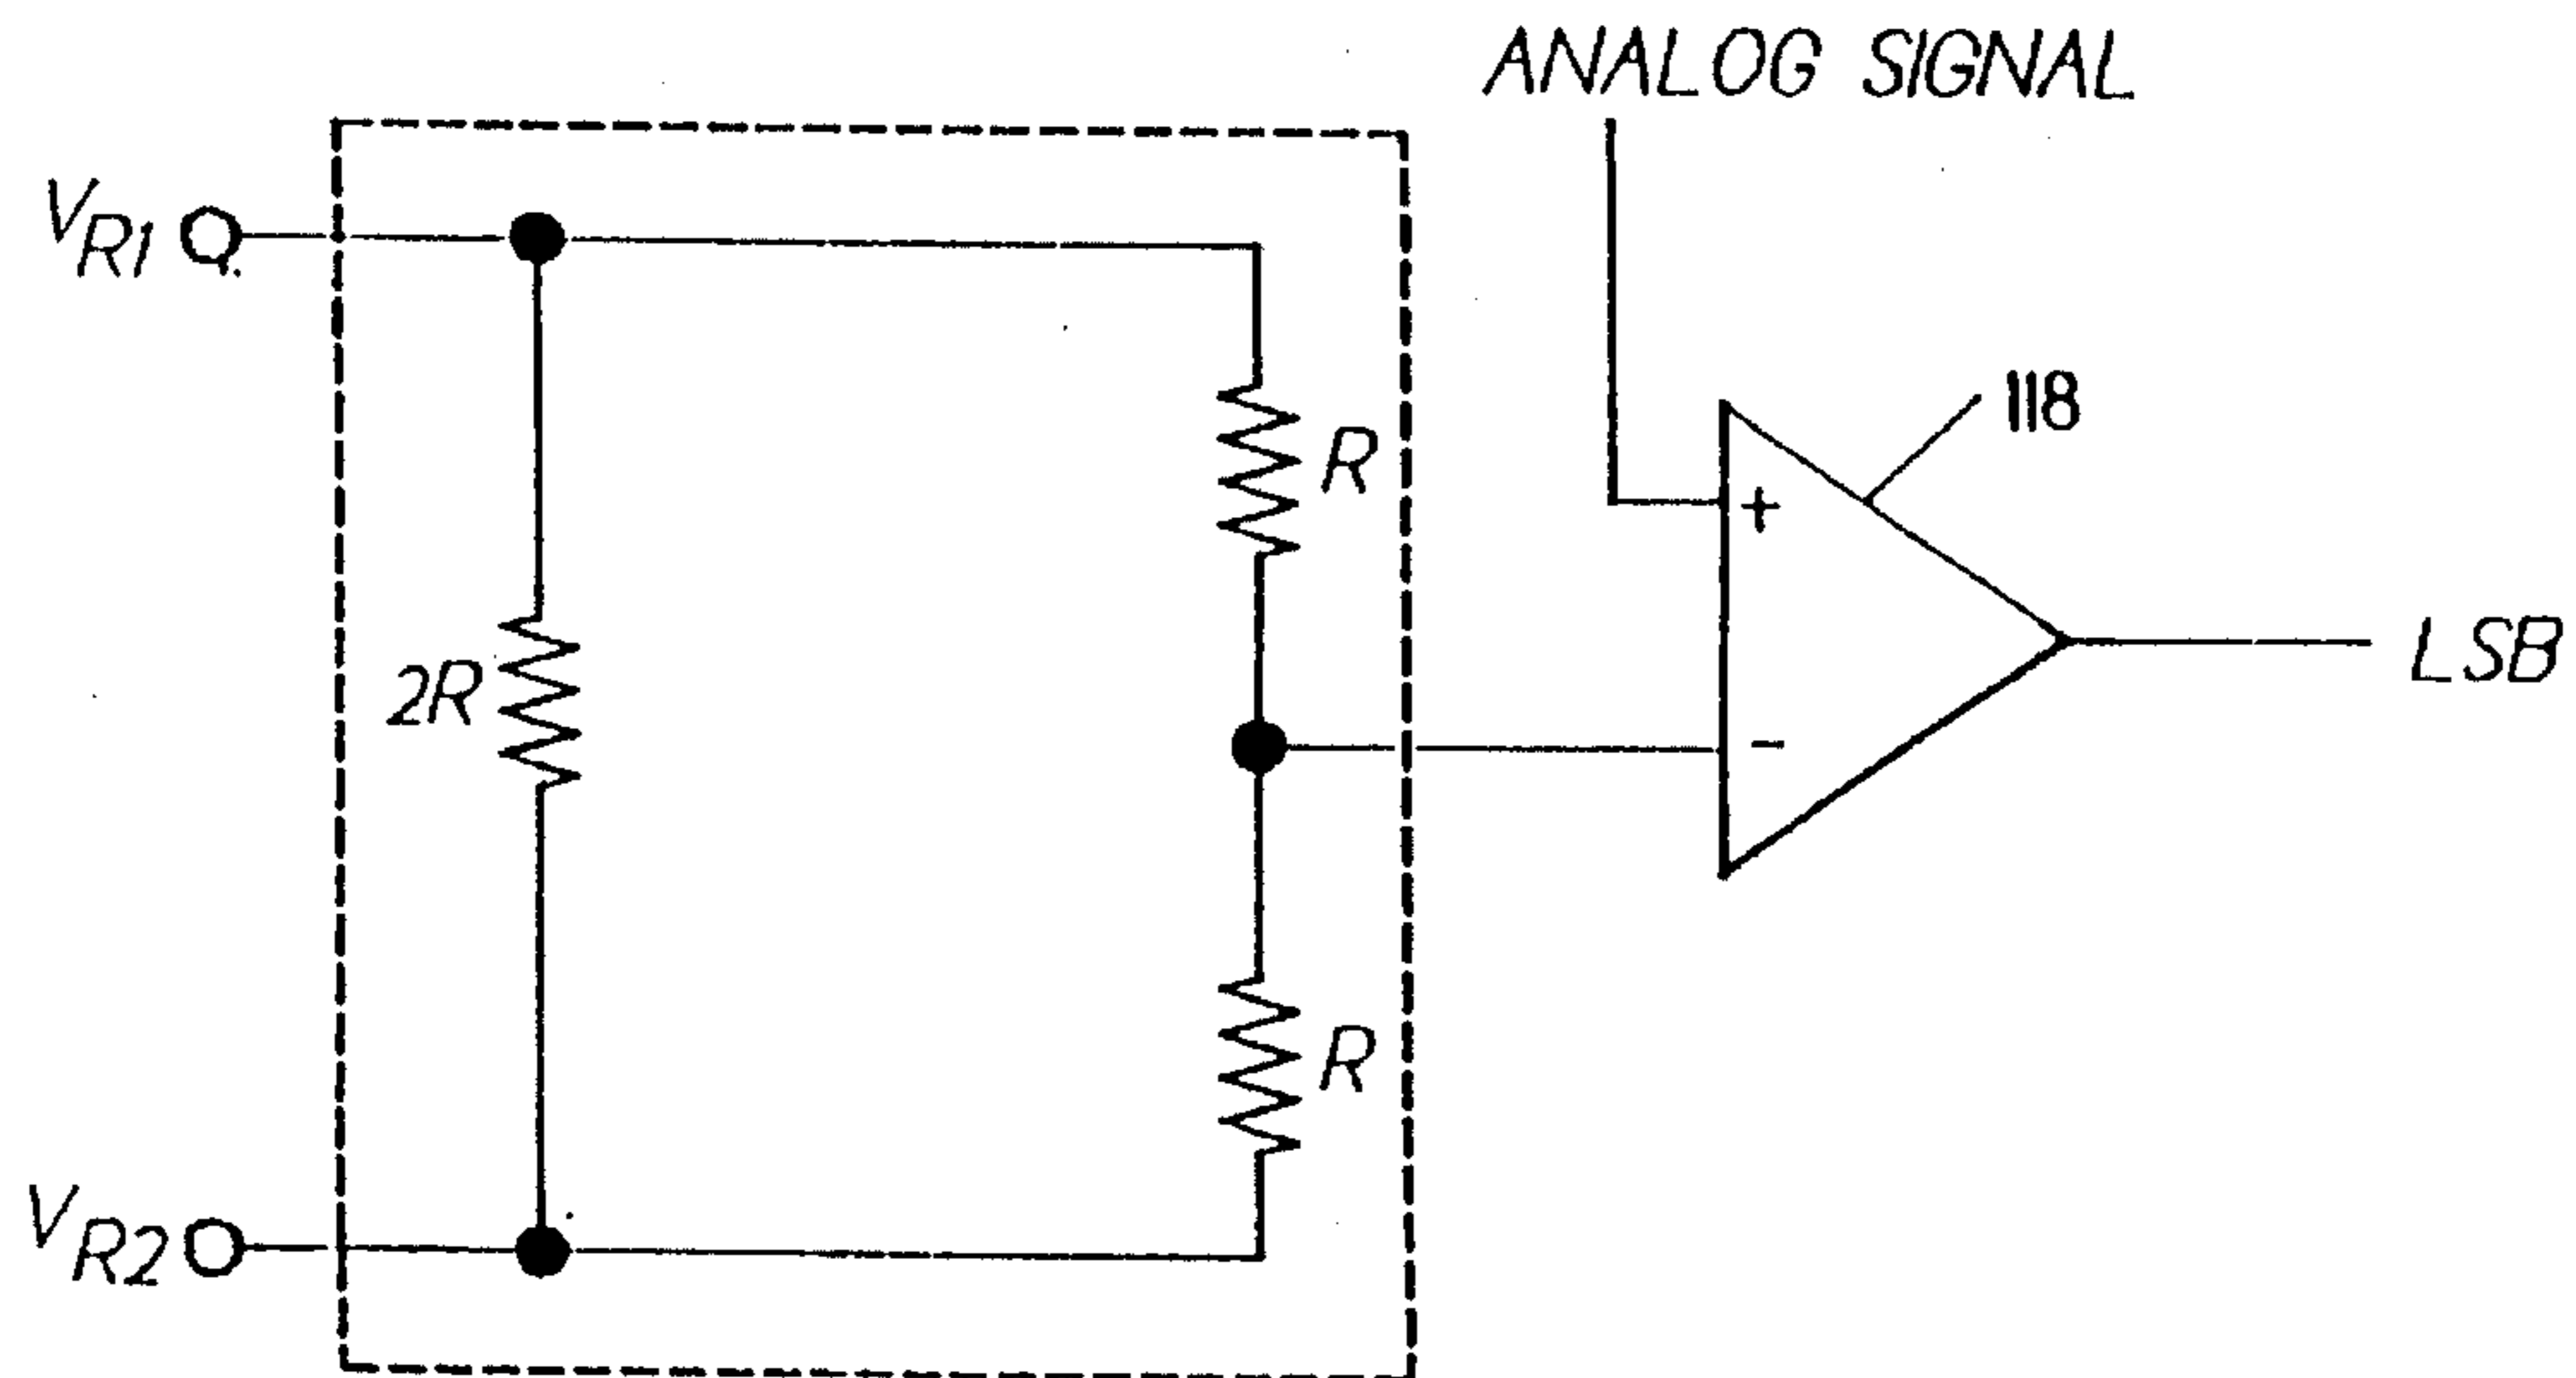 ANALOG SIGNAL
V_R1
118
R
+
LSB
2R
-
R
V_R2